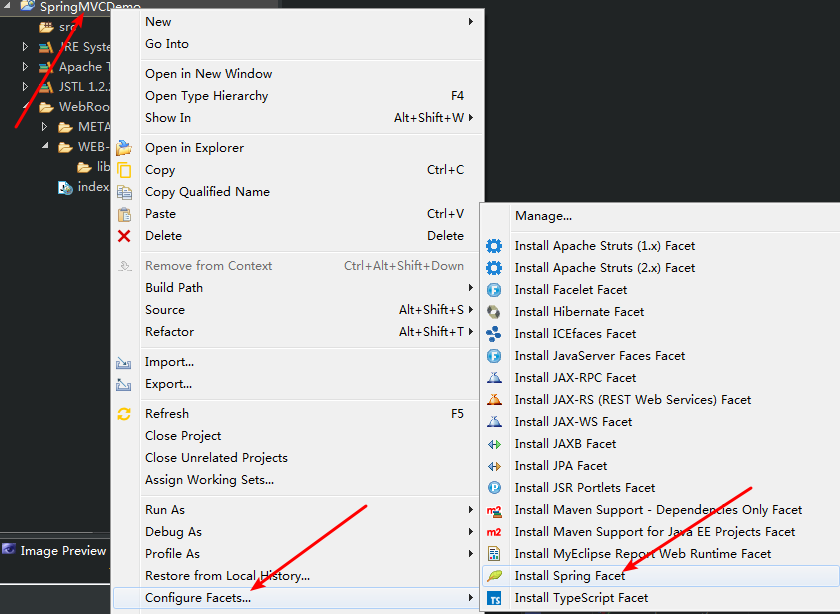 SpringMVCDemo
src
JRE Syste
Apache T
JSTL 1.2.
WebRoo
META
WEB-
lib
index
Image Preview
New
Go Into
Open in New Window
Open Type Hierarchy F4
Show In Alt+Shift+W
Open in Explorer
Copy Ctrl+C
Copy Qualified Name
Paste Ctrl+V
Delete Delete
Remove from Context Ctrl+Alt+Shift+Down
Build Path
Source Alt+Shift+S
Refactor Alt+Shift+T
Import...
Export...
Refresh F5
Close Project
Close Unrelated Projects
Assign Working Sets...
Run As
Debug As
Profile As
Restore from Local History...
Configure Facets...
Manage...
Install Apache Struts (1.x) Facet
Install Apache Struts (2.x) Facet
Install Facelet Facet
Install Hibernate Facet
Install ICEfaces Facet
Install JavaServer Faces Facet
Install JAX-RPC Facet
Install JAX-RS (REST Web Services) Facet
Install JAX-WS Facet
Install JAXB Facet
Install JPA Facet
Install JSR Portlets Facet
Install Maven Support - Dependencies Only Facet
Install Maven Support for Java EE Projects Facet
Install MyEclipse Report Web Runtime Facet
Install Spring Facet
Install TypeScript Facet